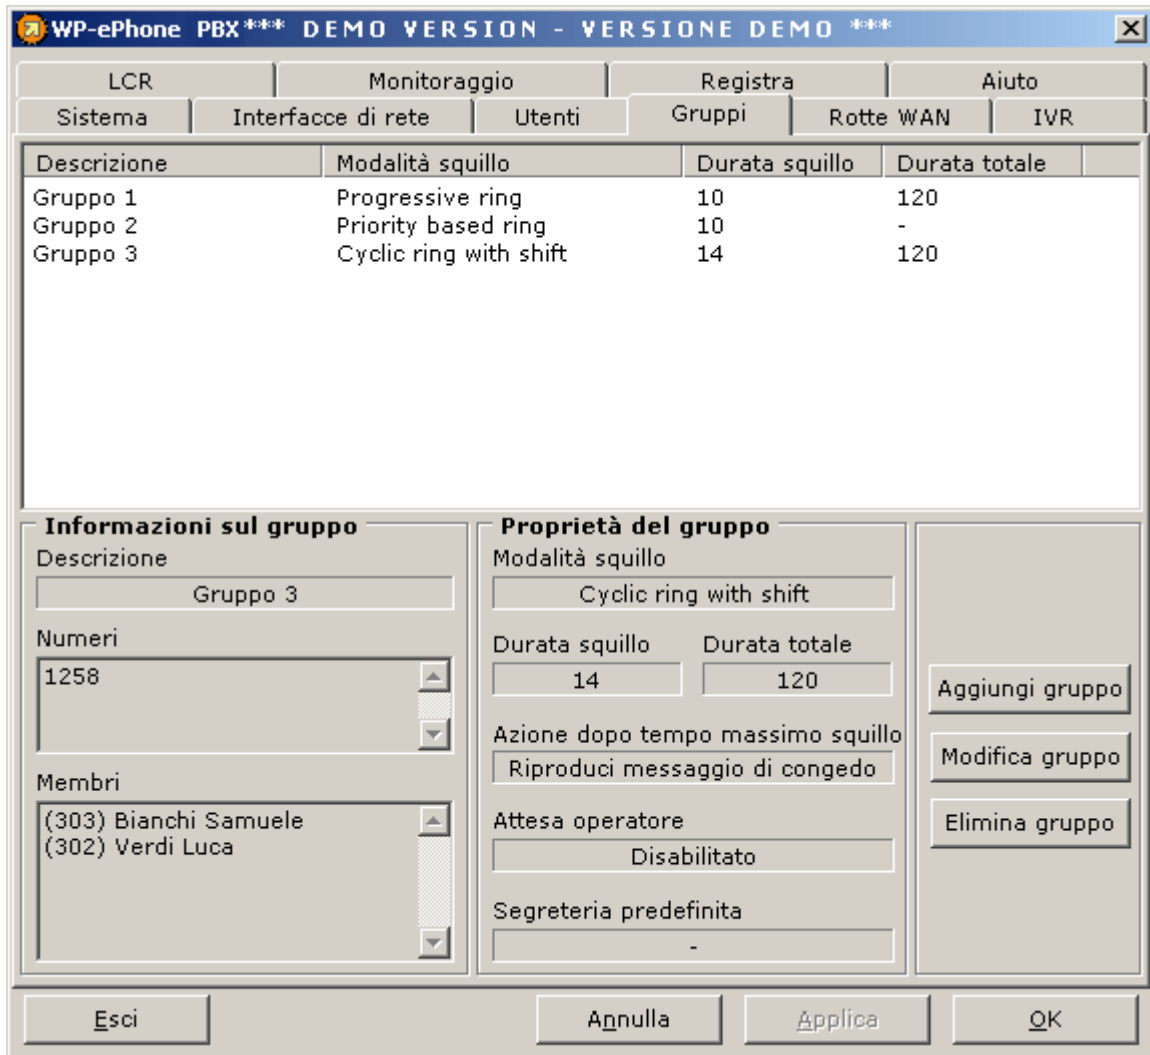 WP-ePhone PBX*** DEMO VERSION - VERSIONE DEMO ***
LCR Monitoraggio Registra Aiuto
Sistema Interfacce di rete Utenti Gruppi Rotte WAN IVR
Descrizione Modalità squillo Durata squillo Durata totale
Gruppo 1 Progressive ring 10 120
Gruppo 2 Priority based ring 10 -
Gruppo 3 Cyclic ring with shift 14 120
Informazioni sul gruppo
Descrizione
Gruppo 3
Numeri
1258
Membri
(303) Bianchi Samuele
(302) Verdi Luca
Proprietà del gruppo
Modalità squillo
Cyclic ring with shift
Durata squillo Durata totale
14 120
Azione dopo tempo massimo squillo
Riproduci messaggio di congedo
Attesa operatore
Disabilitato
Segreteria predefinita
-
Aggiungi gruppo
Modifica gruppo
Elimina gruppo
Esci Annulla Applica OK